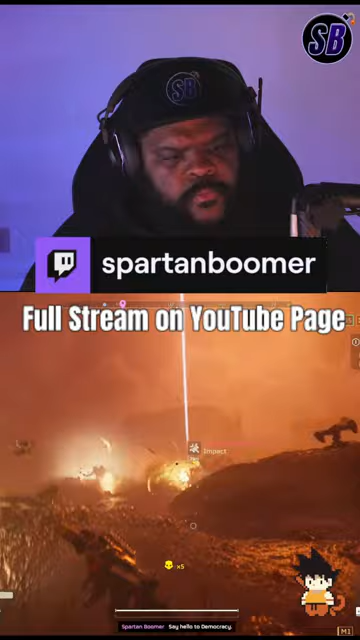 SB
SB
spartanboomer
Full Stream on YouTube Page
Impact
x5
Spartan Boomer Say hello to Democracy.